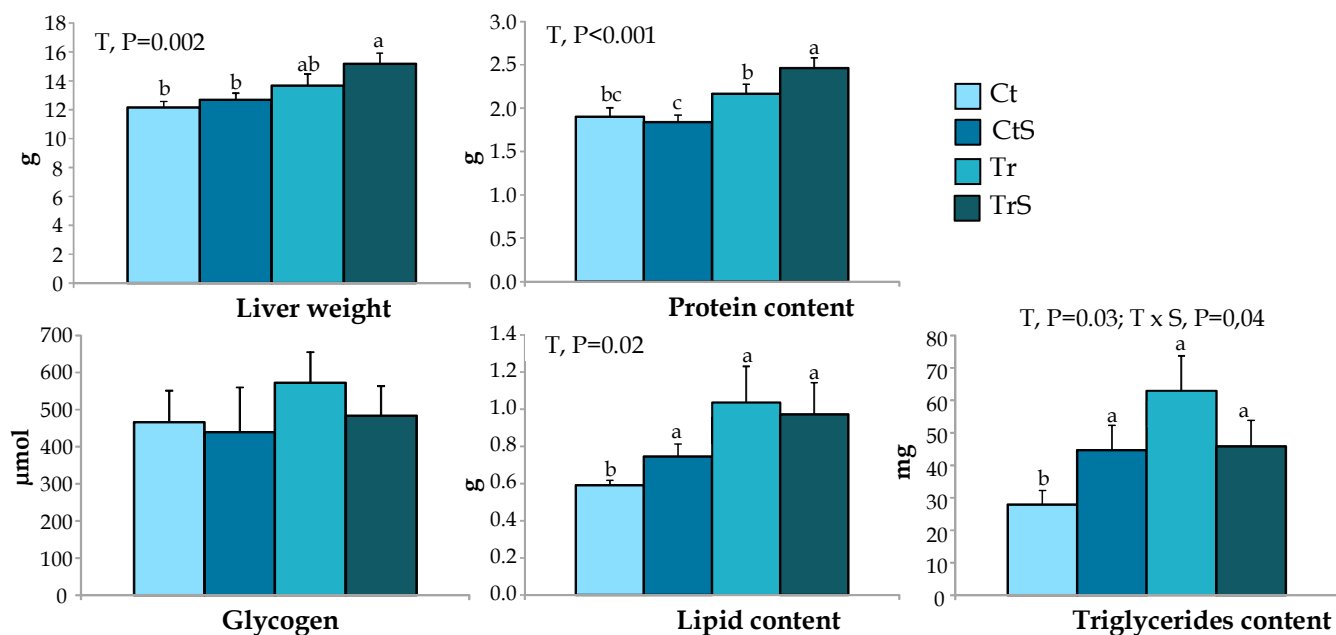 18
16
14
12
10
8
6
4
2
0
g
T, P=0.002
b
b
ab
a
Liver weight
3.0
2.5
2.0
1.5
1.0
0.5
0.0
g
T, P<0.001
bc
c
b
a
Protein content
Ct
CtS
Tr
TrS
700
600
500
400
300
200
100
0
µmol
Glycogen
1.4
1.2
1.0
0.8
0.6
0.4
0.2
0.0
g
T, P=0.02
b
a
a
a
Lipid content
T, P=0.03; T x S, P=0,04
80
70
60
50
40
30
20
10
0
mg
b
a
a
a
Triglycerides content